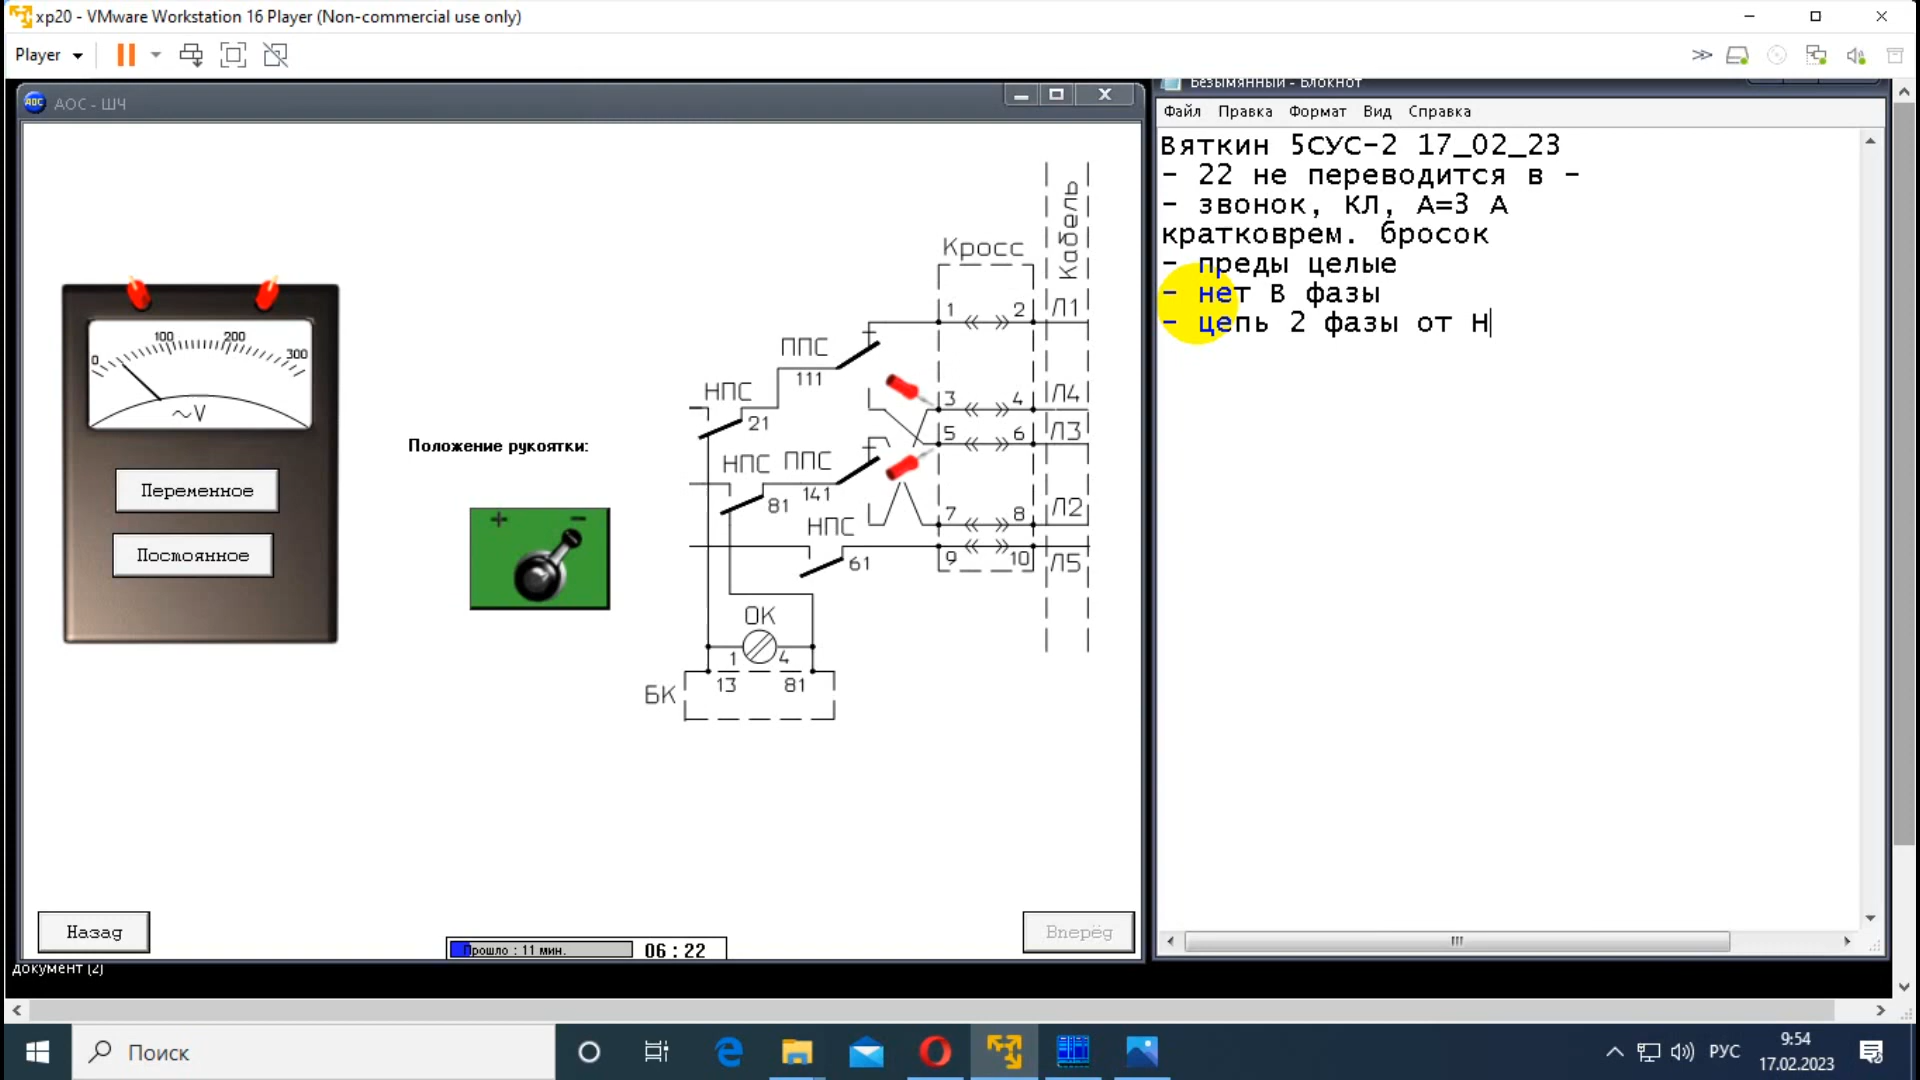 xp20 - VMware Workstation 16 Player (Non-commercial use only)
Player
АОС - ШЧ
0 100 200 300
~V
Переменное
Постоянное
Положение рукоятки:
+ -
Кросс
Кабель
1 2 Л1
ППС
111
НПС
21
3 4 Л4
5 6 Л3
НПС ППС
81 141
7 8 Л2
НПС
61
9 10 Л5
ОК
1 4
БК 13 81
Назад
Прошло : 11 мин. 06 : 22
Вперёд
документ (2)
Безымянный - Блокнот
Файл Правка Формат Вид Справка
Вяткин 5СУС-2 17_02_23
- 22 не переводится в -
- звонок, КЛ, А=3 А
кратковрем. бросок
- преды целые
- нет В фазы
- цепь 2 фазы от Н
Поиск
РУС
9:54
17.02.2023